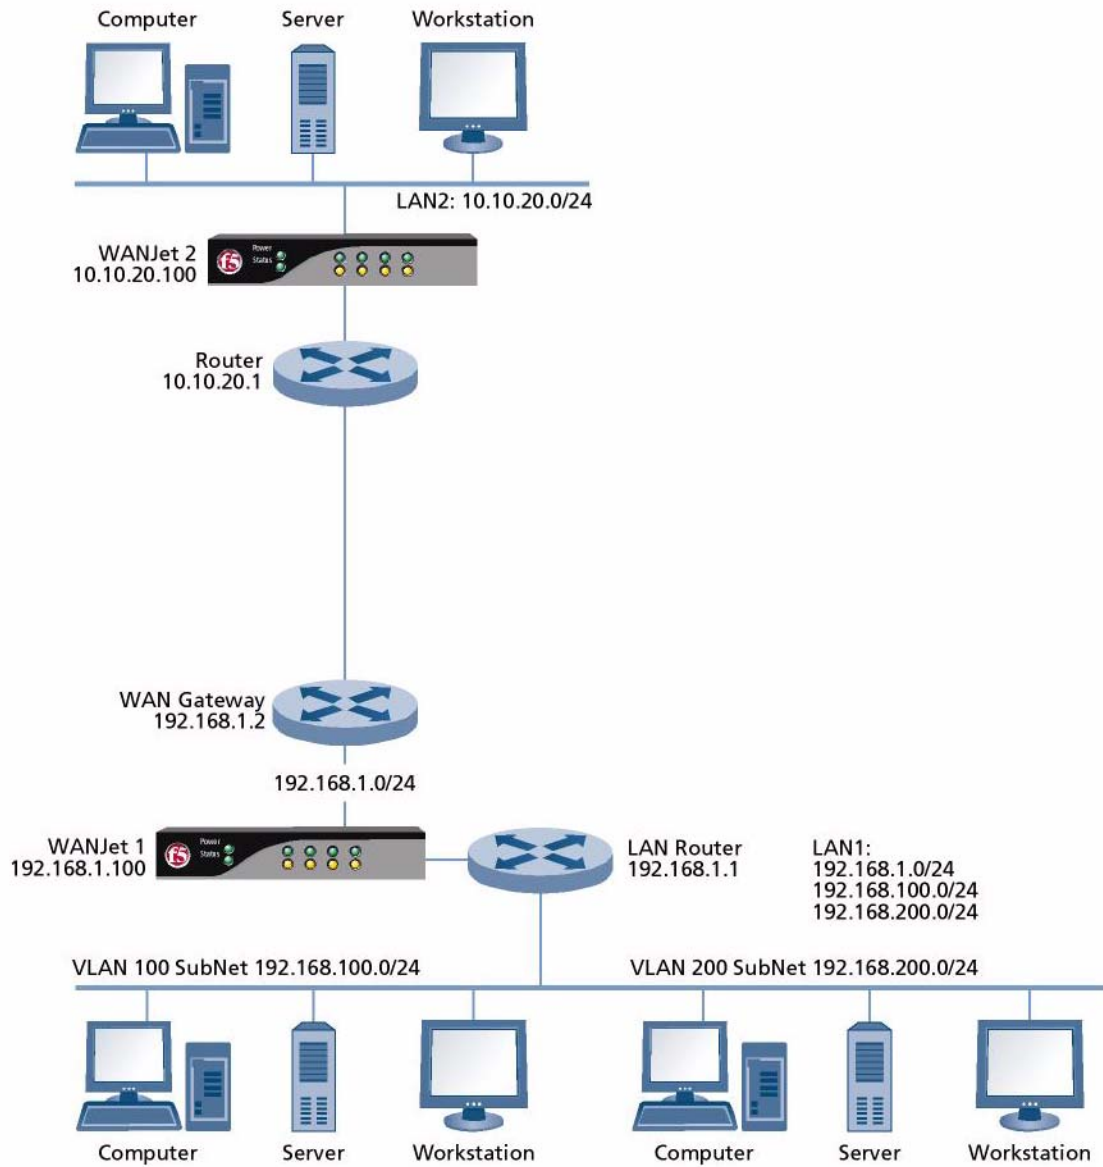 Computer
Server
Workstation
LAN2: 10.10.20.0/24
WANJet 2
10.10.20.100
f5
Power
Status
Router
10.10.20.1
WAN Gateway
192.168.1.2
192.168.1.0/24
WANJet 1
192.168.1.100
f5
Power
Status
LAN Router
192.168.1.1
LAN1:
192.168.1.0/24
192.168.100.0/24
192.168.200.0/24
VLAN 100 SubNet 192.168.100.0/24
VLAN 200 SubNet 192.168.200.0/24
Computer
Server
Workstation
Computer
Server
Workstation